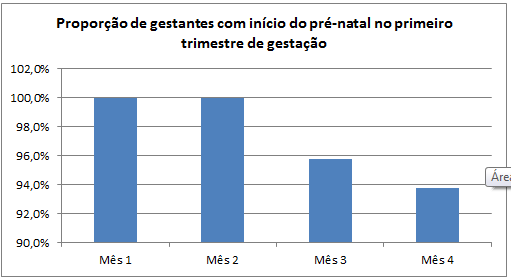 Proporção de gestantes com início do pré-natal no primeiro
trimestre de gestação
102,0%
100,0%
98,0%
96,0%
94,0%
92,0%
90,0%
Mês 1 Mês 2 Mês 3 Mês 4
Área